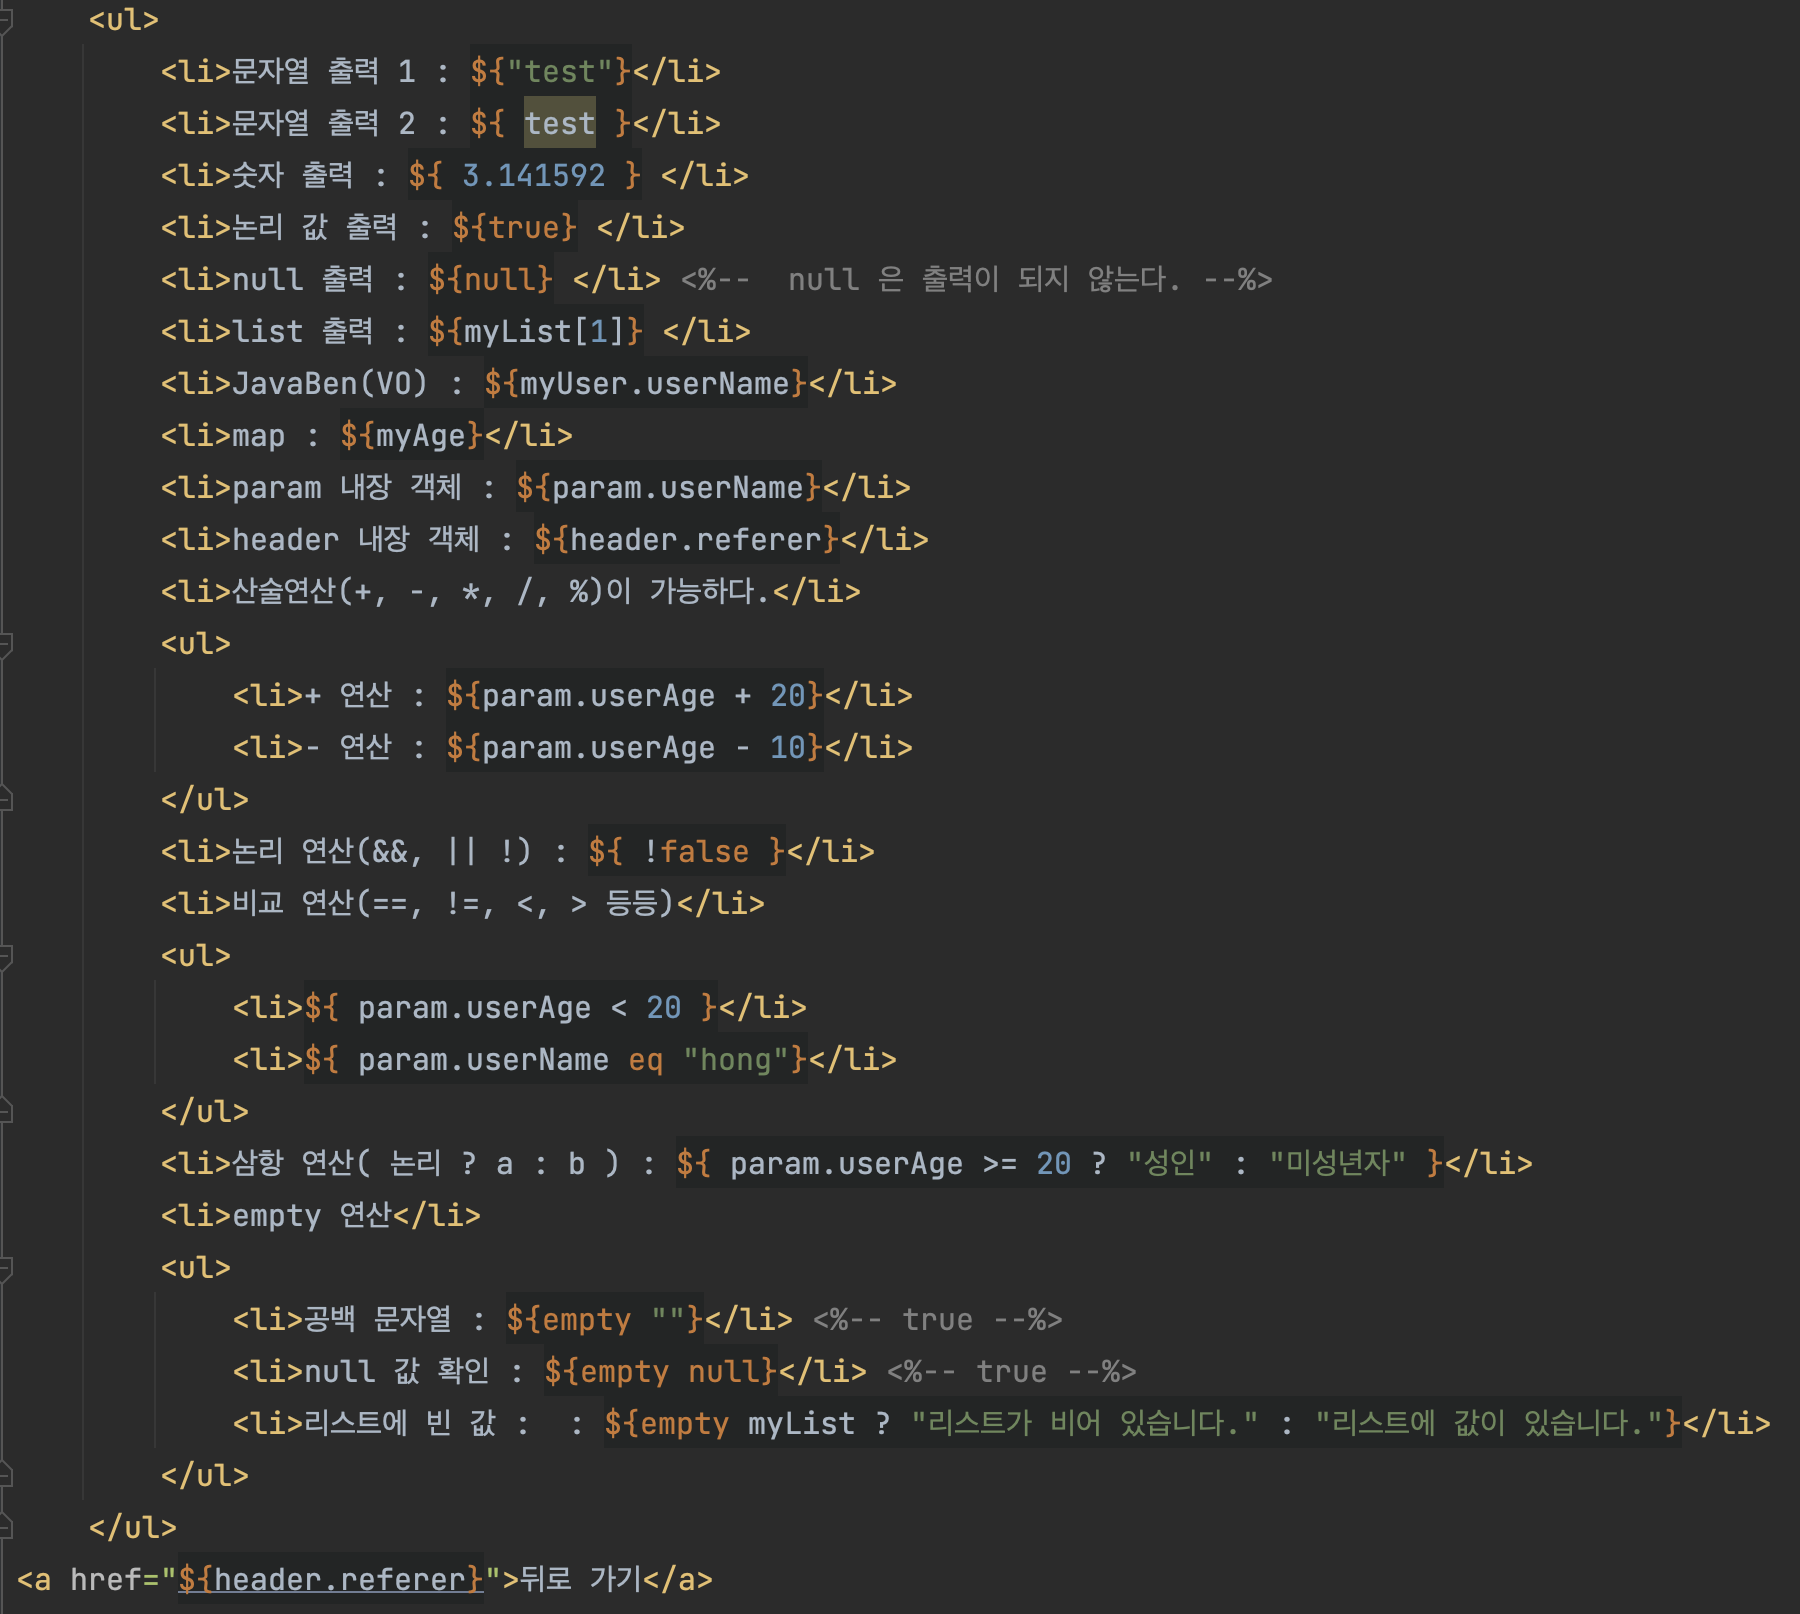 <ul>
<li>문자열 출력 1 : ${"test"}</li>
<li>문자열 출력 2 : ${ test }</li>
<li>숫자 출력 : ${ 3.141592 } </li>
<li>논리 값 출력 : ${true} </li>
<li>null 출력 : ${null} </li> <%--  null 은 출력이 되지 않는다. --%>
<li>list 출력 : ${myList[1]} </li>
<li>JavaBen(VO) : ${myUser.userName}</li>
<li>map : ${myAge}</li>
<li>param 내장 객체 : ${param.userName}</li>
<li>header 내장 객체 : ${header.referer}</li>
<li>산술연산(+, -, *, /, %)이 가능하다.</li>
<ul>
<li>+ 연산 : ${param.userAge + 20}</li>
<li>- 연산 : ${param.userAge - 10}</li>
</ul>
<li>논리 연산(&&, || !) : ${ !false }</li>
<li>비교 연산(==, !=, <, > 등등)</li>
<ul>
<li>${ param.userAge < 20 }</li>
<li>${ param.userName eq "hong"}</li>
</ul>
<li>삼항 연산( 논리 ? a : b ) : ${ param.userAge >= 20 ? "성인" : "미성년자" }</li>
<li>empty 연산</li>
<ul>
<li>공백 문자열 : ${empty ""}</li> <%-- true --%>
<li>null 값 확인 : ${empty null}</li> <%-- true --%>
<li>리스트에 빈 값 :  : ${empty myList ? "리스트가 비어 있습니다." : "리스트에 값이 있습니다."}</li>
</ul>
</ul>
<a href="${header.referer}">뒤로 가기</a>